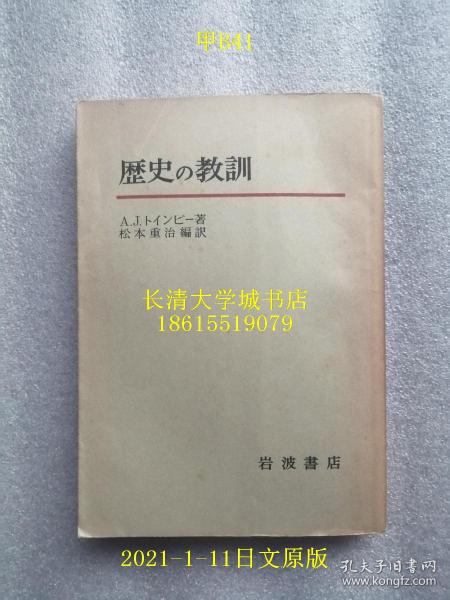 甲B41
歴史の教訓
A.J.トインビー著
松本重治編訳
长清大学城书店
18615519079
岩波書店
2021-1-11日文原版
孔夫子旧书网
www.kongfz.com